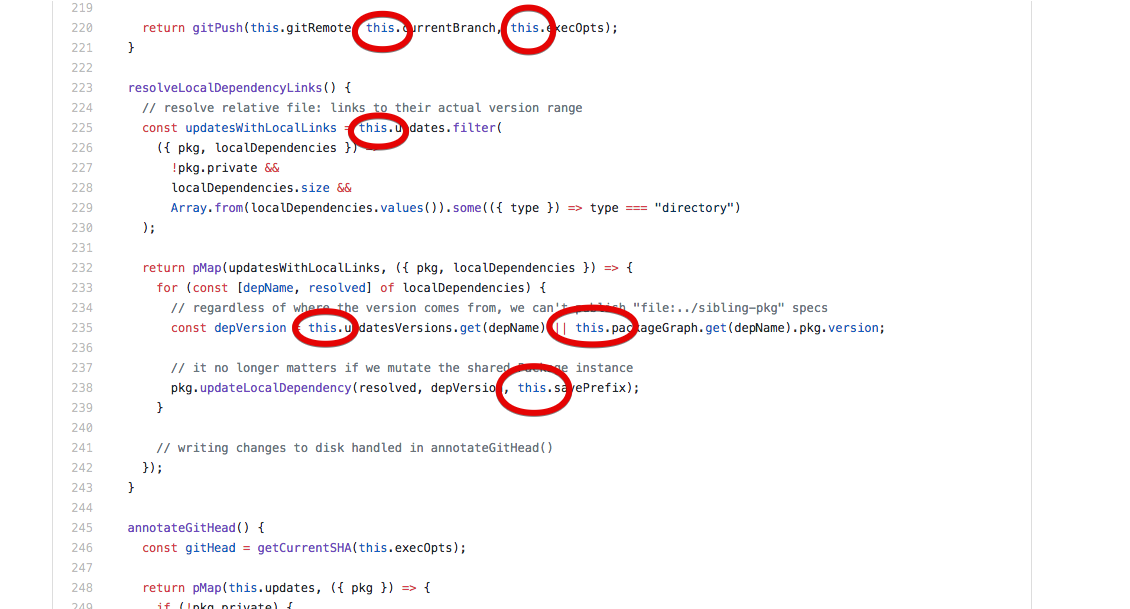 219
220 return gitPush(this.gitRemote, this.currentBranch, this.execOpts);
221 }
222
223 resolveLocalDependencyLinks() {
224 // resolve relative file: links to their actual version range
225 const updatesWithLocalLinks = this.updates.filter(
226 ({ pkg, localDependencies }) =>
227 !pkg.private &&
228 localDependencies.size &&
229 Array.from(localDependencies.values()).some(({ type }) => type === "directory")
230 );
231
232 return pMap(updatesWithLocalLinks, ({ pkg, localDependencies }) => {
233 for (const [depName, resolved] of localDependencies) {
234 // regardless of where the version comes from, we can't publish "file:../sibling-pkg" specs
235 const depVersion = this.updatesVersions.get(depName) || this.packageGraph.get(depName).pkg.version;
236
237 // it no longer matters if we mutate the shared Package instance
238 pkg.updateLocalDependency(resolved, depVersion, this.savePrefix);
239 }
240
241 // writing changes to disk handled in annotateGitHead()
242 });
243 }
244
245 annotateGitHead() {
246 const gitHead = getCurrentSHA(this.execOpts);
247
248 return pMap(this.updates, ({ pkg }) => {
249 if (!pkg.private) {